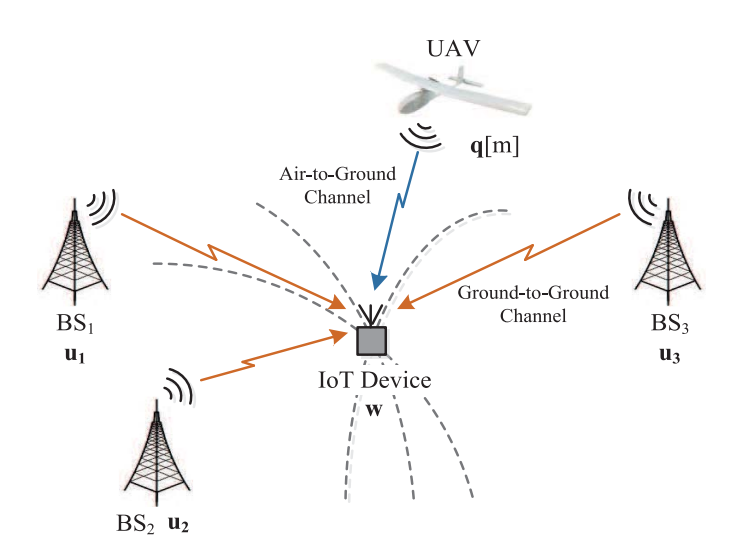 UAV
q[m]
Air-to-Ground
Channel
BS₁
u₁
Ground-to-Ground
Channel
BS₃
u₃
IoT Device
w
BS₂ u₂